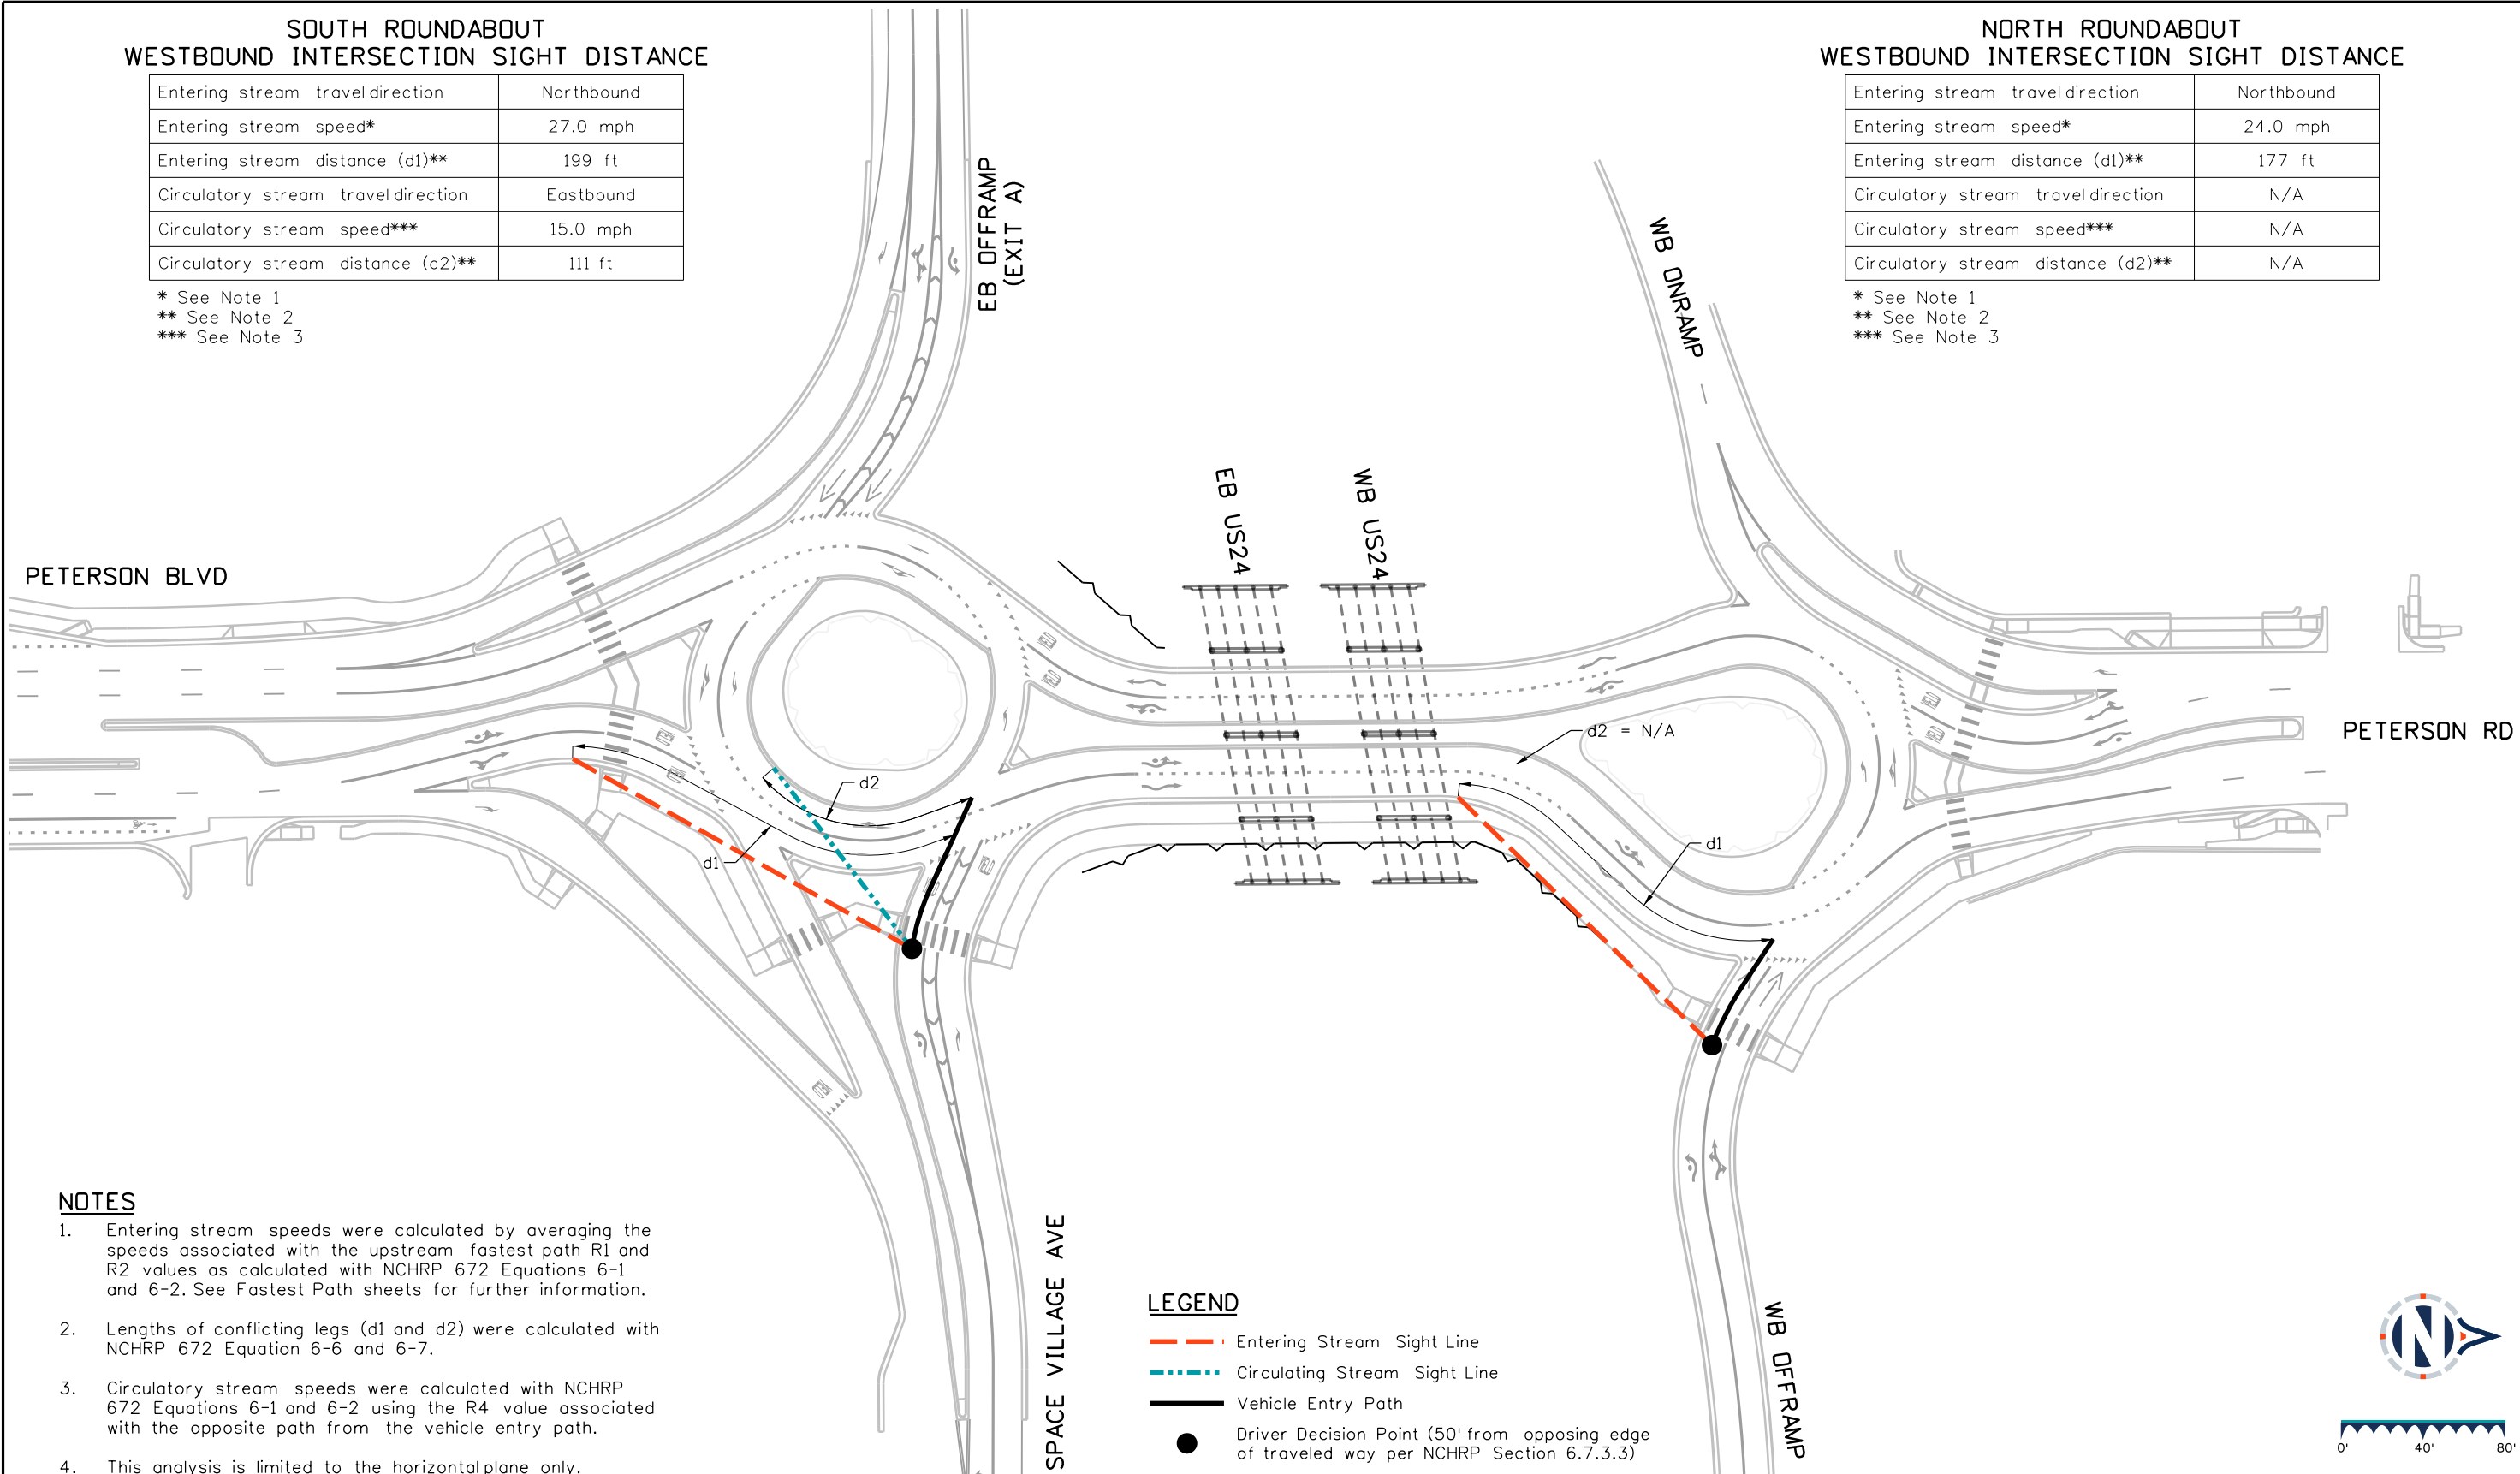 SOUTH ROUNDABOUT
WESTBOUND INTERSECTION SIGHT DISTANCE
Entering stream travel direction Northbound
Entering stream speed* 27.0 mph
Entering stream distance (d1)** 199 ft
Circulatory stream travel direction Eastbound
Circulatory stream speed*** 15.0 mph
Circulatory stream distance (d2)** 111 ft
* See Note 1
** See Note 2
*** See Note 3
NORTH ROUNDABOUT
WESTBOUND INTERSECTION SIGHT DISTANCE
Entering stream travel direction Northbound
Entering stream speed* 24.0 mph
Entering stream distance (d1)** 177 ft
Circulatory stream travel direction N/A
Circulatory stream speed*** N/A
Circulatory stream distance (d2)** N/A
* See Note 1
** See Note 2
*** See Note 3
EB OFFRAMP
(EXIT A)
WB ONRAMP
EB US24
WB US24
PETERSON BLVD
PETERSON RD
d2 = N/A
d2
d1
d1
SPACE VILLAGE AVE
WB OFFRAMP
NOTES
1. Entering stream speeds were calculated by averaging the
speeds associated with the upstream fastest path R1 and
R2 values as calculated with NCHRP 672 Equations 6-1
and 6-2. See Fastest Path sheets for further information.
2. Lengths of conflicting legs (d1 and d2) were calculated with
NCHRP 672 Equation 6-6 and 6-7.
3. Circulatory stream speeds were calculated with NCHRP
672 Equations 6-1 and 6-2 using the R4 value associated
with the opposite path from the vehicle entry path.
4. This analysis is limited to the horizontal plane only.
LEGEND
Entering Stream Sight Line
Circulating Stream Sight Line
Vehicle Entry Path
Driver Decision Point (50' from opposing edge
of traveled way per NCHRP Section 6.7.3.3)
N
0' 40' 80'